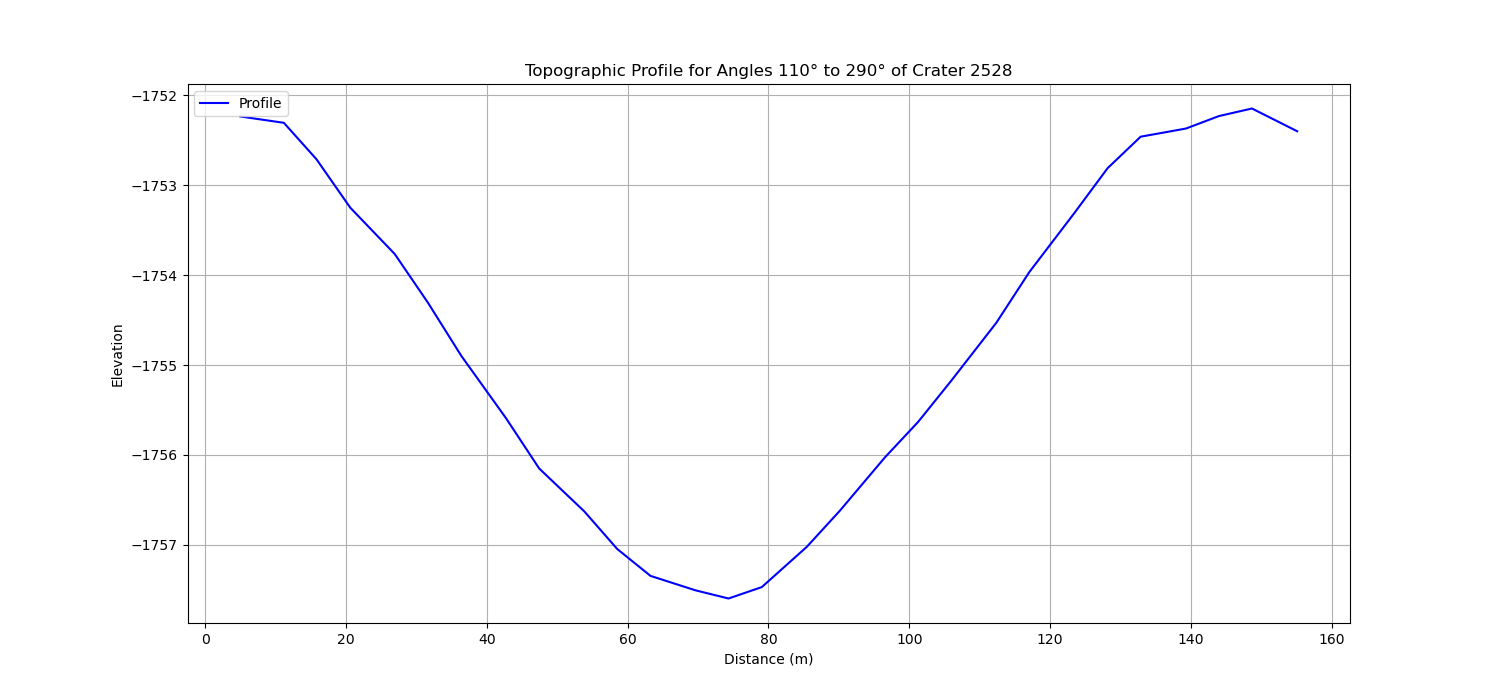 Topographic Profile for Angles 110° to 290° of Crater 2528
Profile
Elevation
−1752
−1753
−1754
−1755
−1756
−1757
0 20 40 60 80 100 120 140 160
Distance (m)